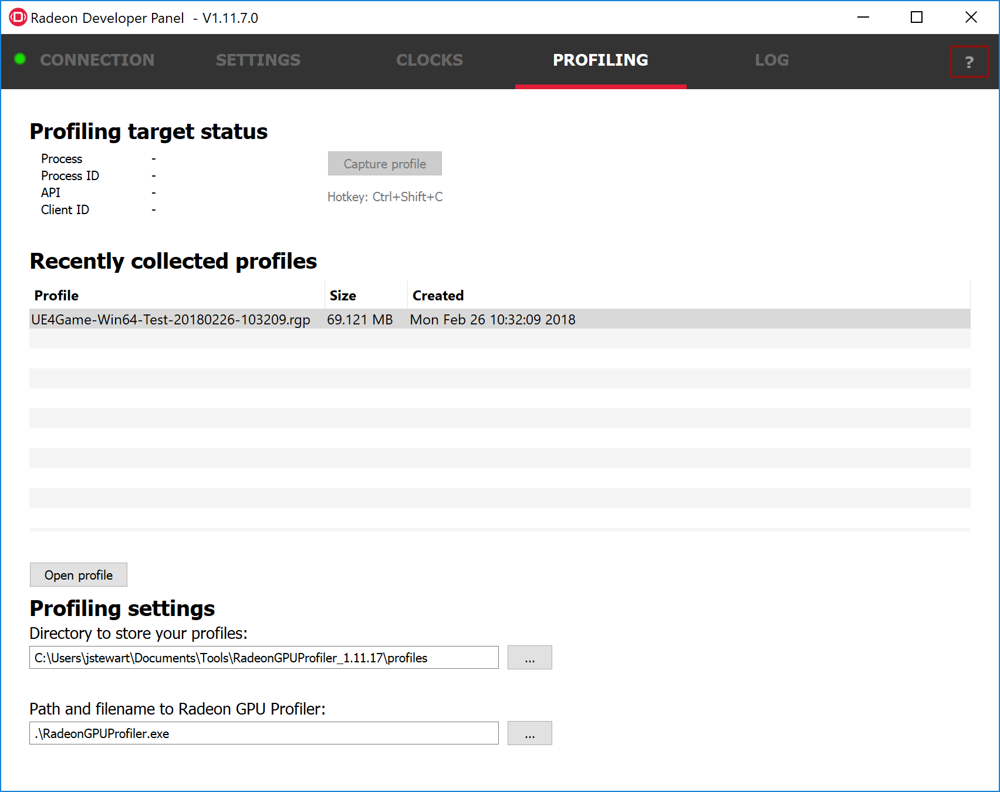 Radeon Developer Panel - V1.11.7.0
CONNECTION SETTINGS CLOCKS PROFILING LOG ?
Profiling target status
Process -
Process ID -
API -
Client ID -
Capture profile
Hotkey: Ctrl+Shift+C
Recently collected profiles
Profile Size Created
UE4Game-Win64-Test-20180226-103209.rgp 69.121 MB Mon Feb 26 10:32:09 2018
Open profile
Profiling settings
Directory to store your profiles:
C:\Users\jstewart\Documents\Tools\RadeonGPUProfiler_1.11.17\profiles ...
Path and filename to Radeon GPU Profiler:
.\RadeonGPUProfiler.exe ...